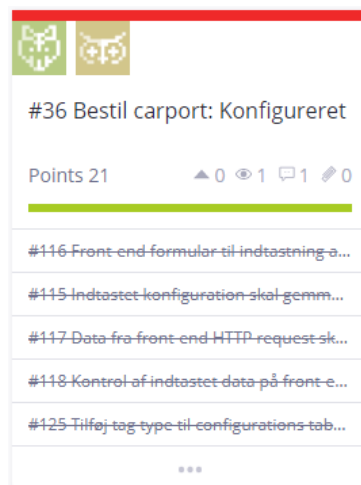 #36 Bestil carport: Konfigureret
Points 21 0 1 1 0
#116 Front end formular til indtastning a...
#115 Indtastet konfiguration skal gemm...
#117 Data fra front end HTTP request sk...
#118 Kontrol af indtastet data på front e...
#125 Tilføj tag type til configurations tab...